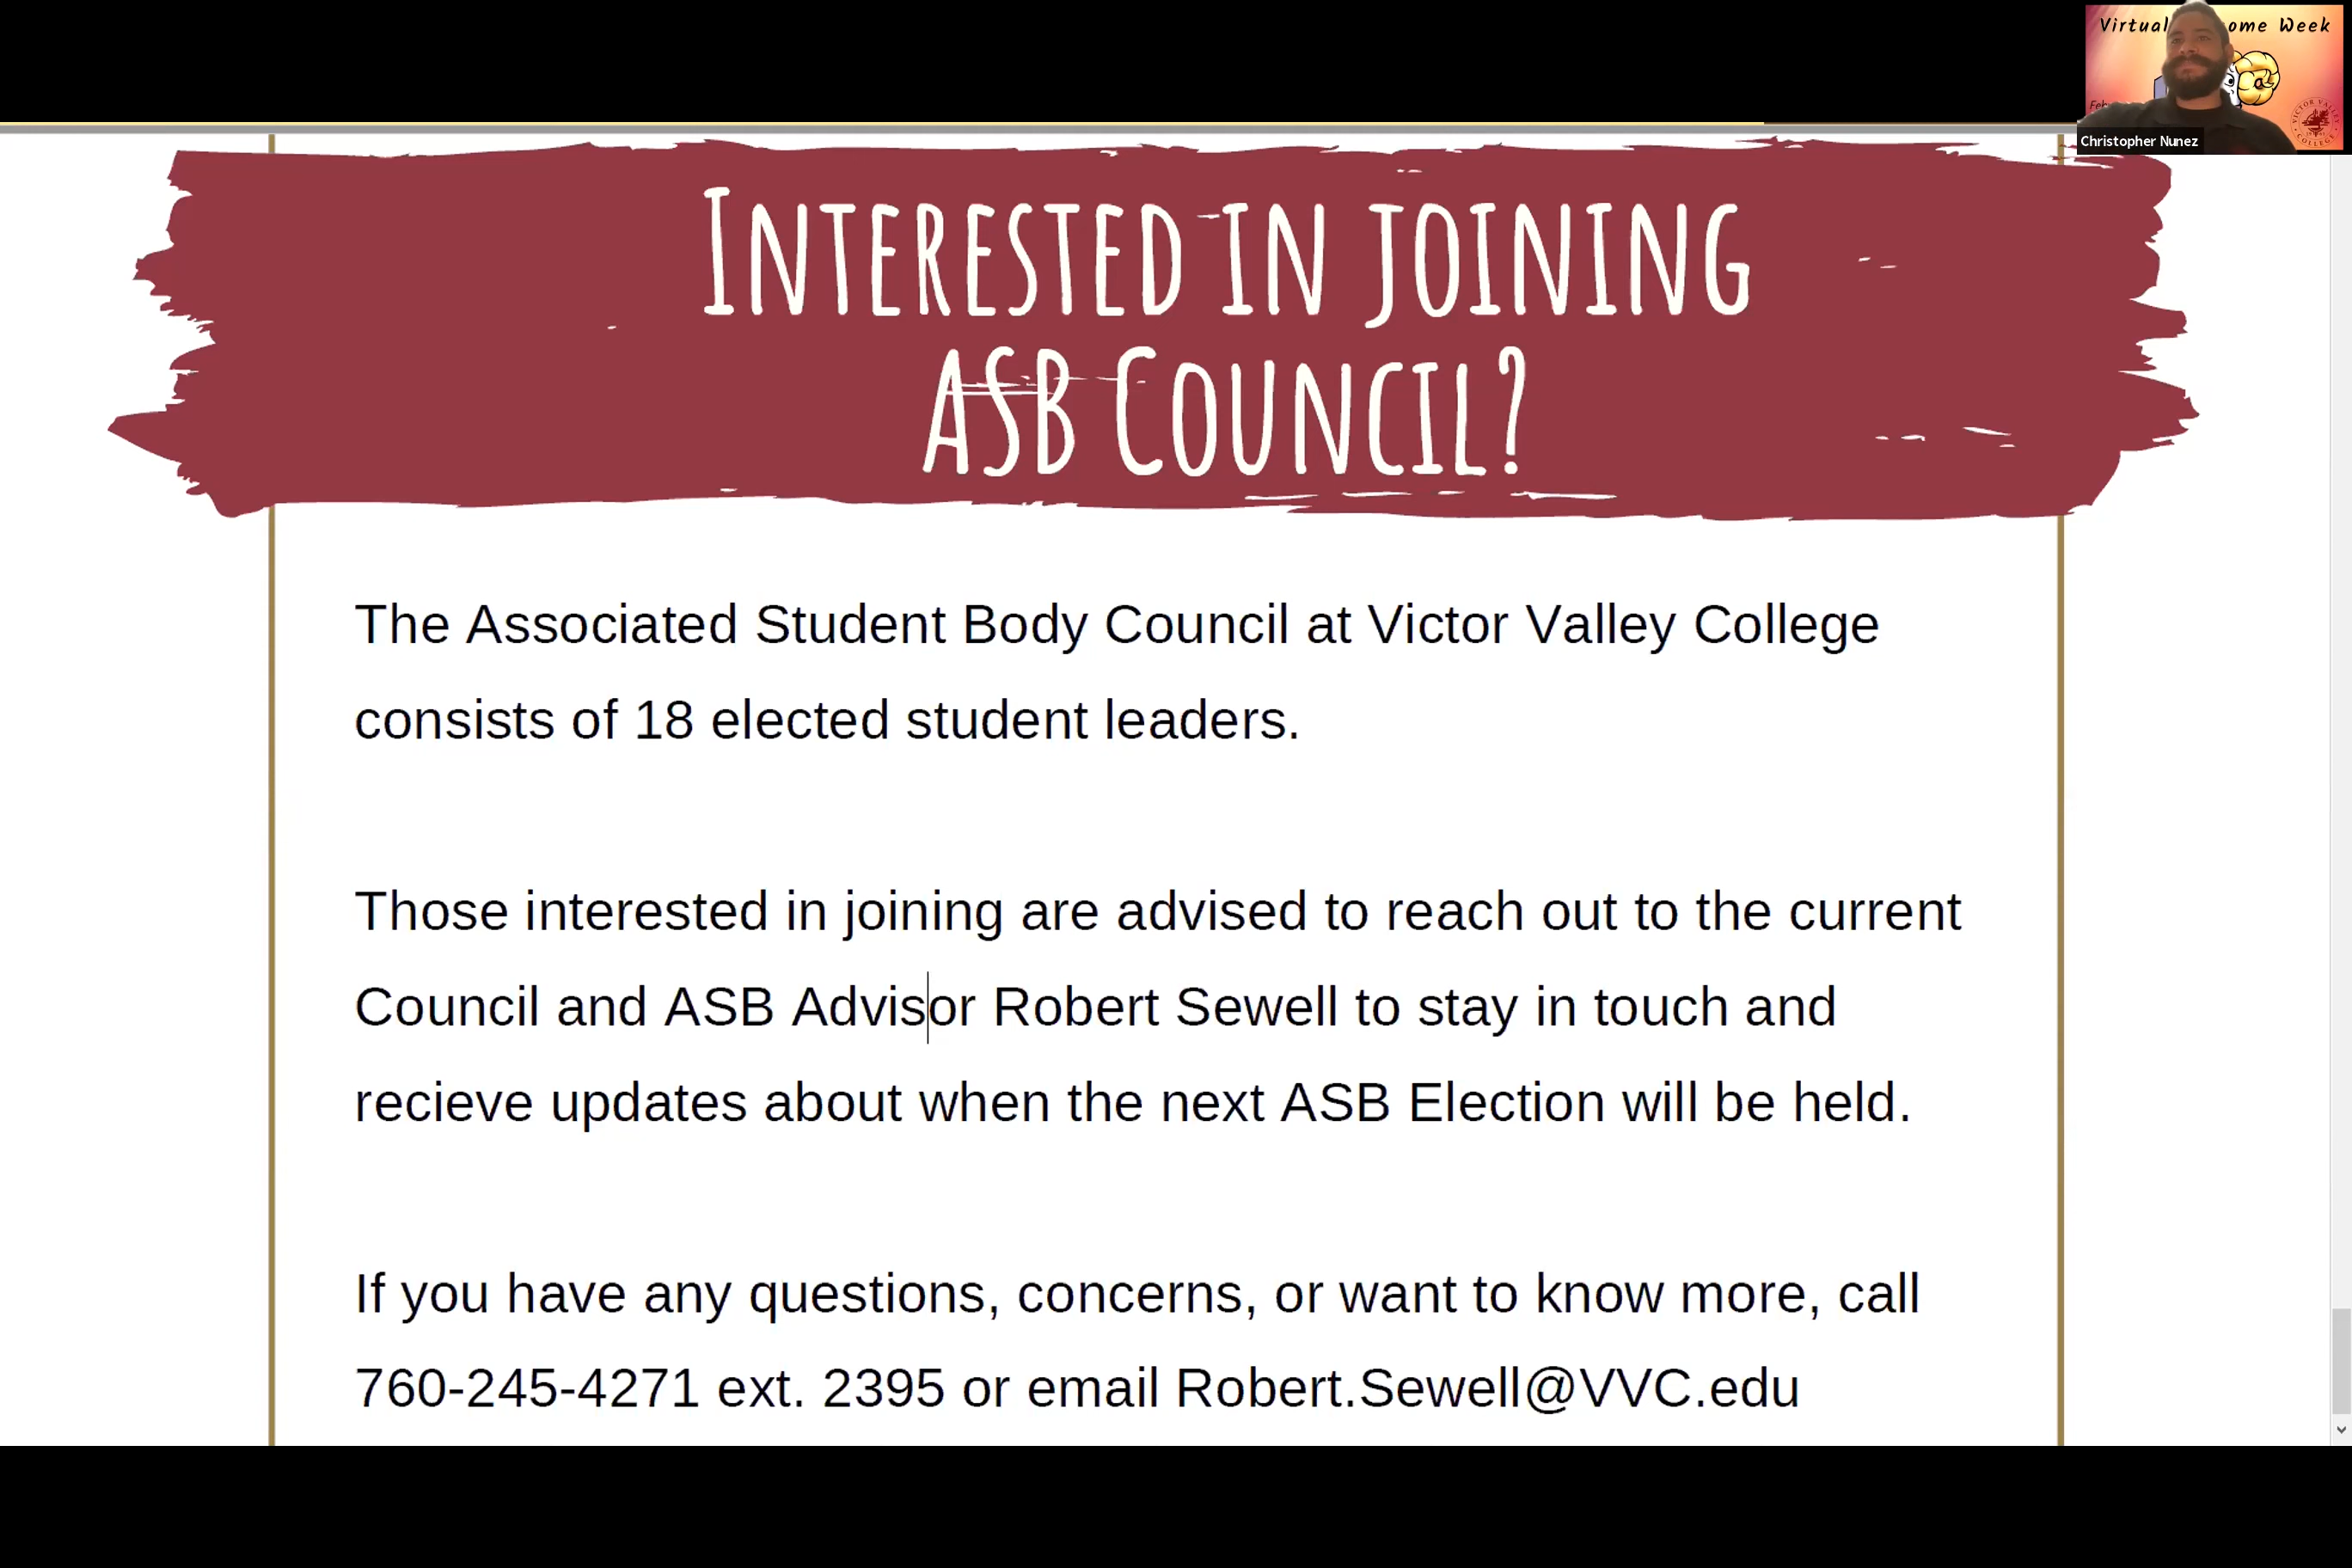 Virtual ome Week
Feb
VICTOR VALLEY
COLLEGE
Christopher Nunez
INTERESTED IN JOINING
ASB COUNCIL?
The Associated Student Body Council at Victor Valley College
consists of 18 elected student leaders.
Those interested in joining are advised to reach out to the current
Council and ASB Advisor Robert Sewell to stay in touch and
recieve updates about when the next ASB Election will be held.
If you have any questions, concerns, or want to know more, call
760-245-4271 ext. 2395 or email Robert.Sewell@VVC.edu